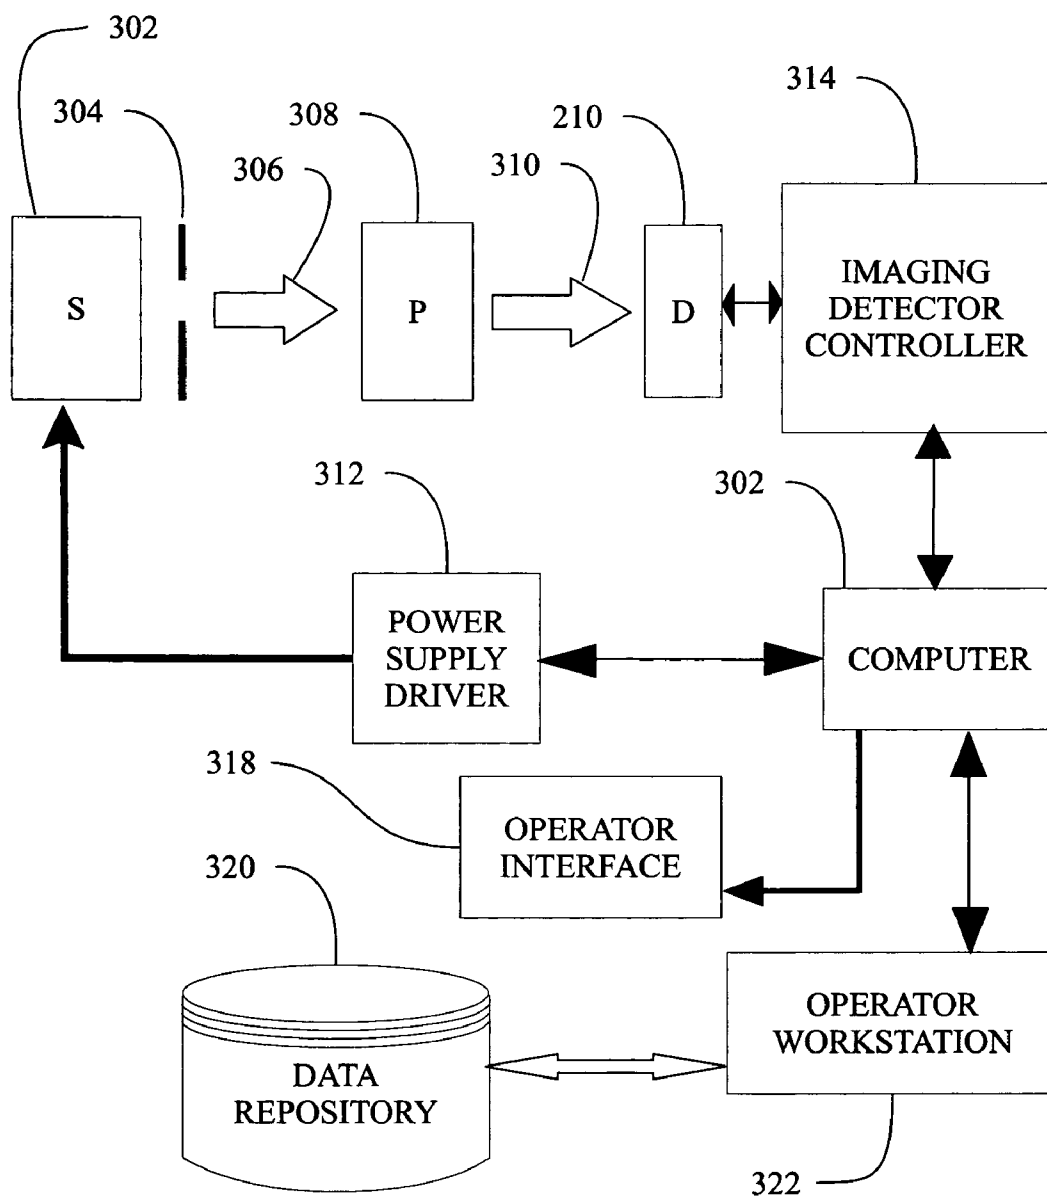 302
304
306
308
310
210
314
S
P
D
IMAGING
DETECTOR
CONTROLLER
312
302
POWER
SUPPLY
DRIVER
COMPUTER
318
OPERATOR
INTERFACE
320
DATA
REPOSITORY
OPERATOR
WORKSTATION
322